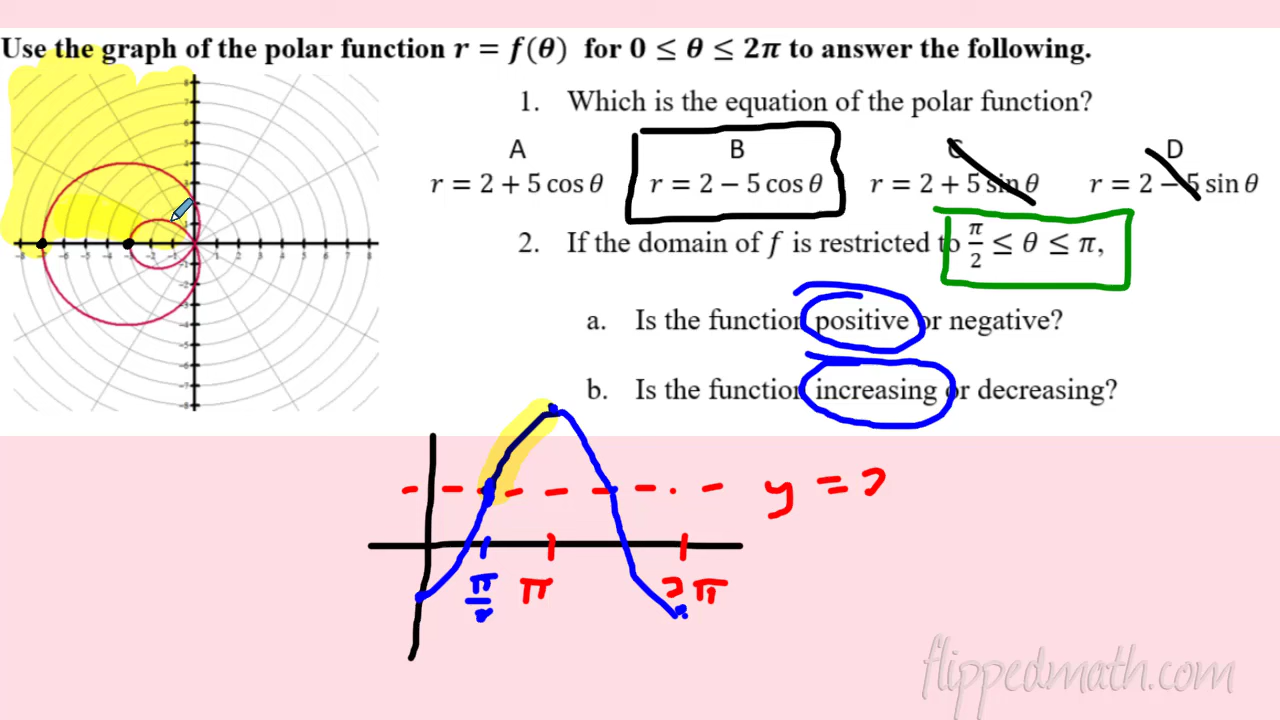 Use the graph of the polar function r = f(θ) for 0 ≤ θ ≤ 2π to answer the following.
1. Which is the equation of the polar function?
A B C D
r = 2 + 5 cos θ r = 2 − 5 cos θ r = 2 + 5 sin θ r = 2 − 5 sin θ
2. If the domain of f is restricted to π/2 ≤ θ ≤ π,
a. Is the function positive or negative?
b. Is the function increasing or decreasing?
y = 2
π/2 π 2π
flippedmath.com